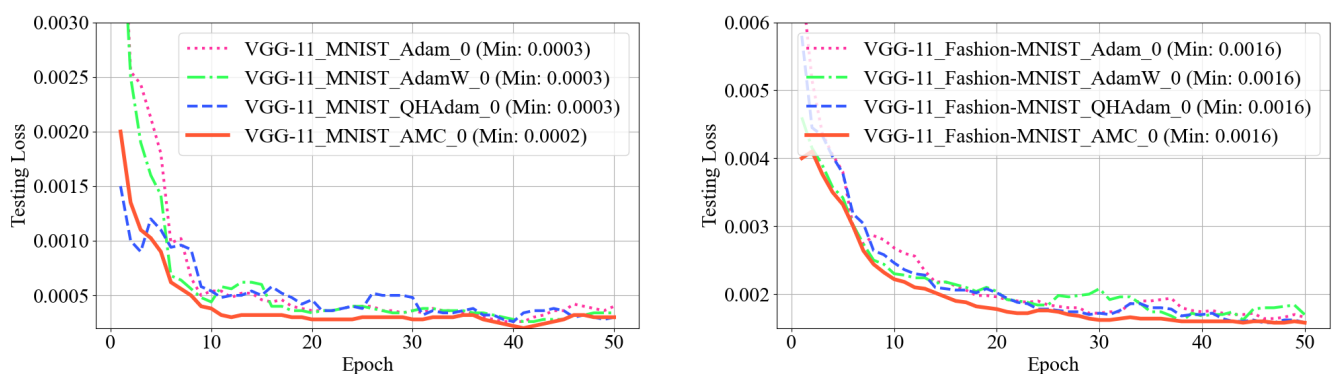 0.0030
0.0025
0.0020
0.0015
0.0010
0.0005
Testing Loss
VGG-11_MNIST_Adam_0 (Min: 0.0003)
VGG-11_MNIST_AdamW_0 (Min: 0.0003)
VGG-11_MNIST_QHAdam_0 (Min: 0.0003)
VGG-11_MNIST_AMC_0 (Min: 0.0002)
0 10 20 30 40 50
Epoch
0.006
0.005
0.004
0.003
0.002
Testing Loss
VGG-11_Fashion-MNIST_Adam_0 (Min: 0.0016)
VGG-11_Fashion-MNIST_AdamW_0 (Min: 0.0016)
VGG-11_Fashion-MNIST_QHAdam_0 (Min: 0.0016)
VGG-11_Fashion-MNIST_AMC_0 (Min: 0.0016)
0 10 20 30 40 50
Epoch